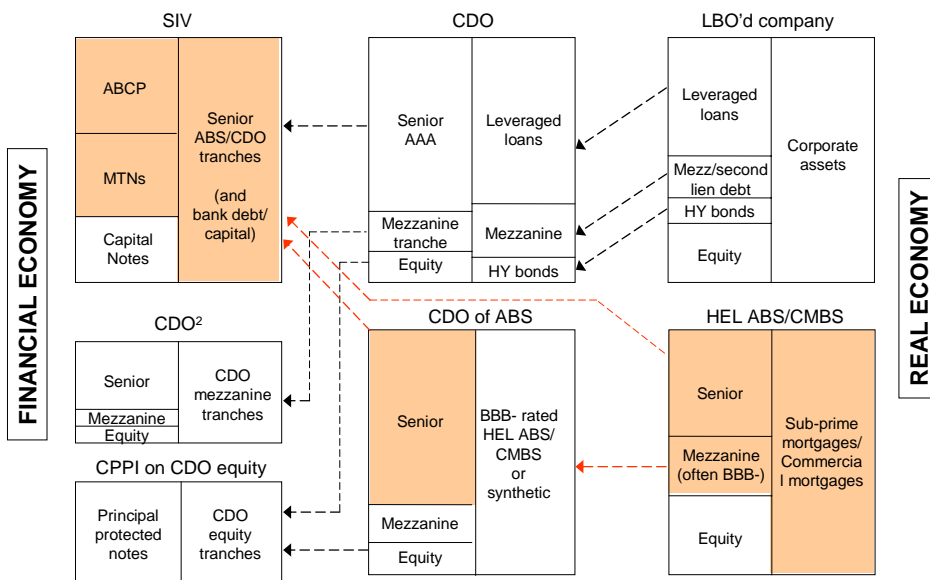 SIV
CDO
LBO'd company
FINANCIAL ECONOMY
ABCP
MTNs
Capital
Notes
Senior
ABS/CDO
tranches
(and
bank debt/
capital)
Senior
AAA
Mezzanine
tranche
Equity
Leveraged
loans
Mezzanine
HY bonds
Leveraged
loans
Mezz/second
lien debt
HY bonds
Equity
Corporate
assets
REAL ECONOMY
CDO²
CDO of ABS
HEL ABS/CMBS
Senior
Mezzanine
Equity
CDO
mezzanine
tranches
CPPI on CDO equity
Principal
protected
notes
CDO
equity
tranches
Senior
Mezzanine
Equity
BBB- rated
HEL ABS/
CMBS
or
synthetic
Senior
Mezzanine
(often BBB-)
Equity
Sub-prime
mortgages/
Commercia
l mortgages